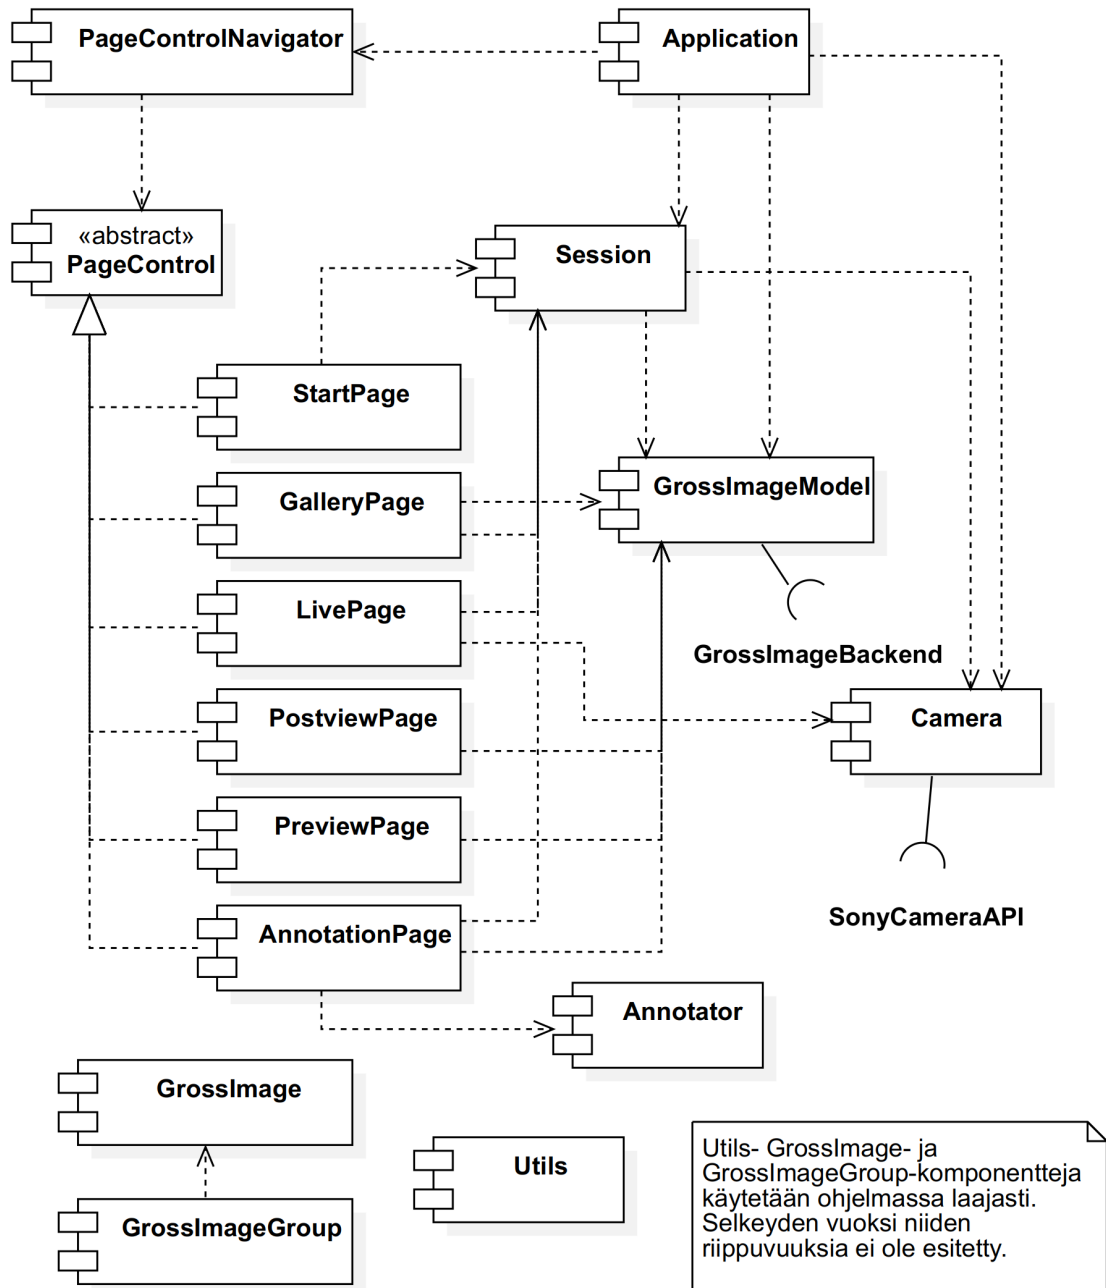 PageControlNavigator
Application
«abstract»
PageControl
Session
StartPage
GalleryPage
GrossImageModel
LivePage
GrossImageBackend
PostviewPage
Camera
PreviewPage
SonyCameraAPI
AnnotationPage
Annotator
GrossImage
Utils
GrossImageGroup
Utils- GrossImage- ja
GrossImageGroup-komponentteja
käytetään ohjelmassa laajasti.
Selkeyden vuoksi niiden
riippuvuuksia ei ole esitetty.